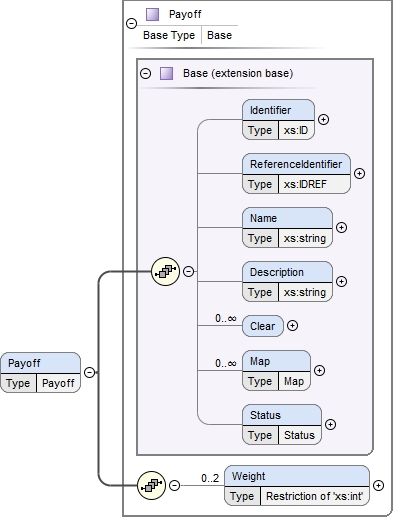 Payoff
Base Type Base
Base (extension base)
Identifier
Type xs:ID
ReferenceIdentifier
Type xs:IDREF
Name
Type xs:string
Description
Type xs:string
0..∞ Clear
0..∞ Map
Type Map
Status
Type Status
Payoff
Type Payoff
0..2 Weight
Type Restriction of 'xs:int'